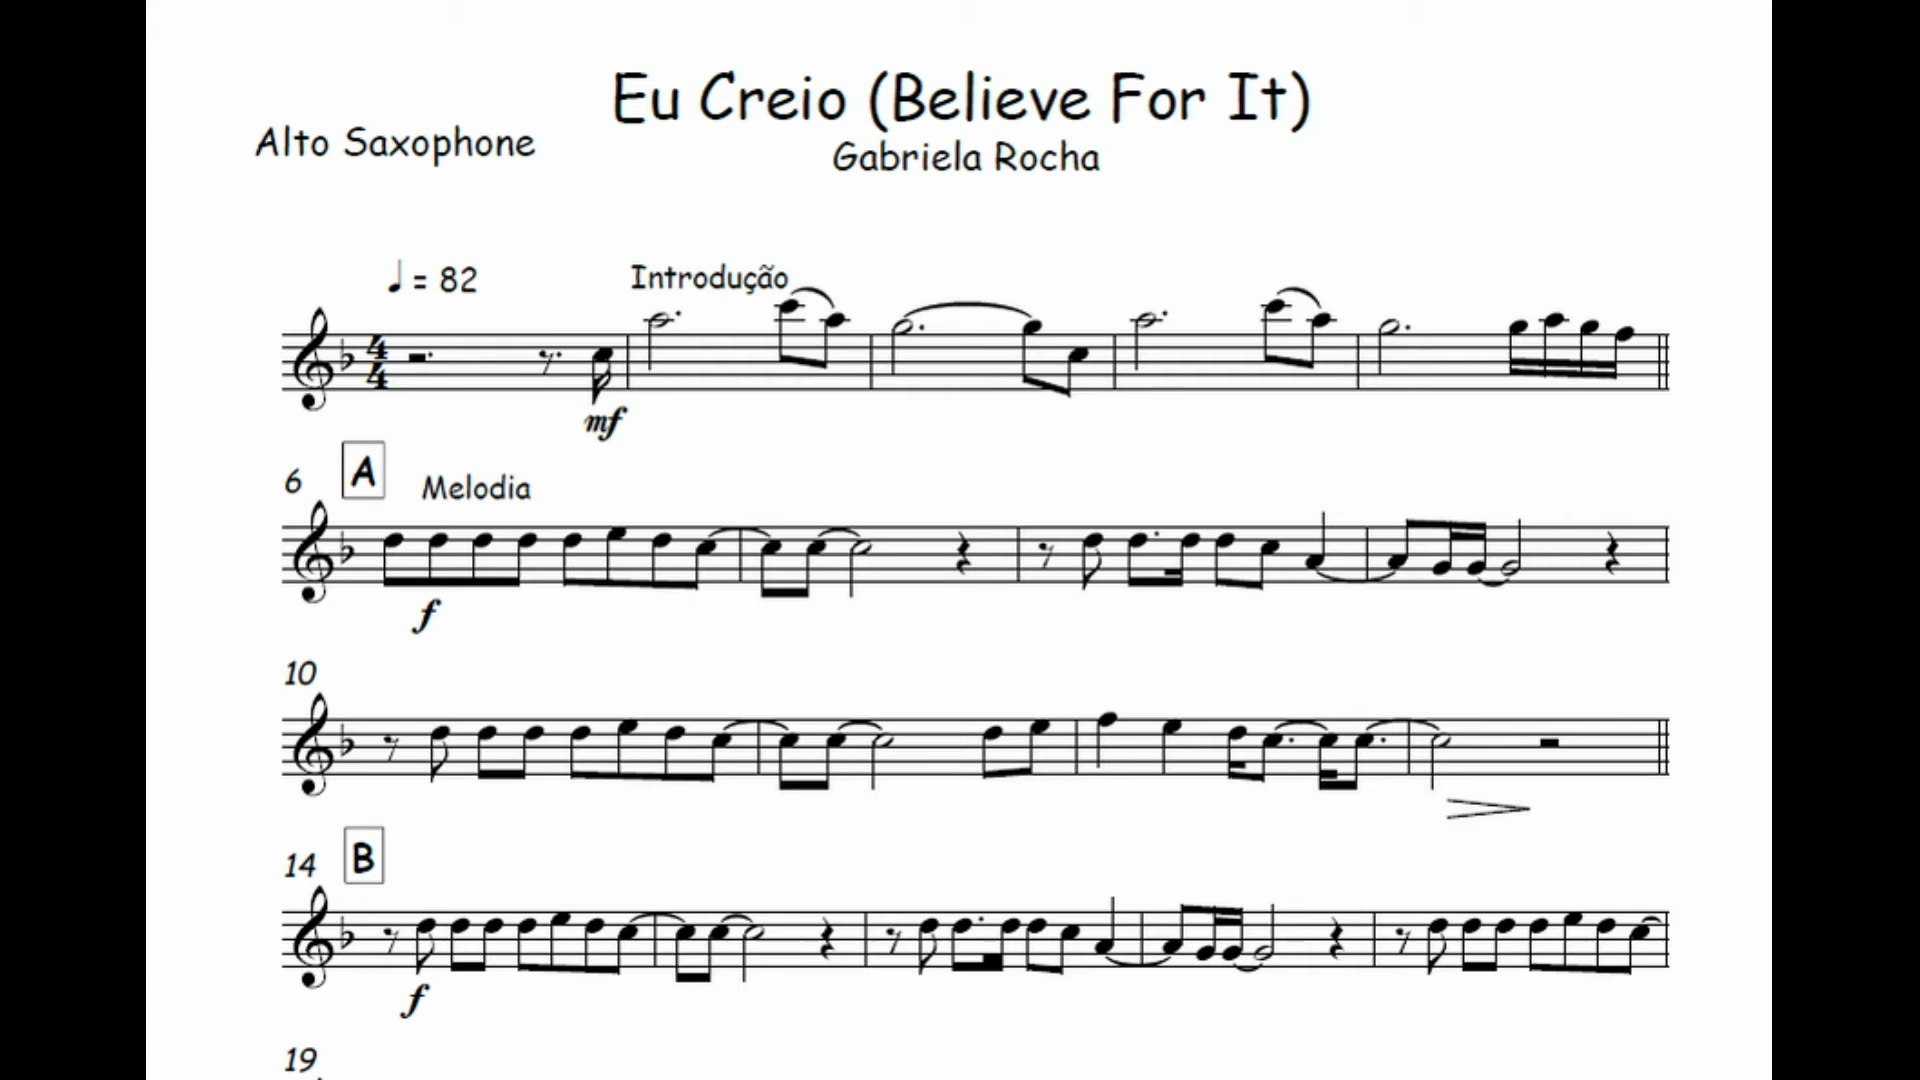 Eu Creio (Believe For It)
Alto Saxophone
Gabriela Rocha
= 82
Introdução
4
4
mf
6
A
Melodia
f
10
14
B
f
19